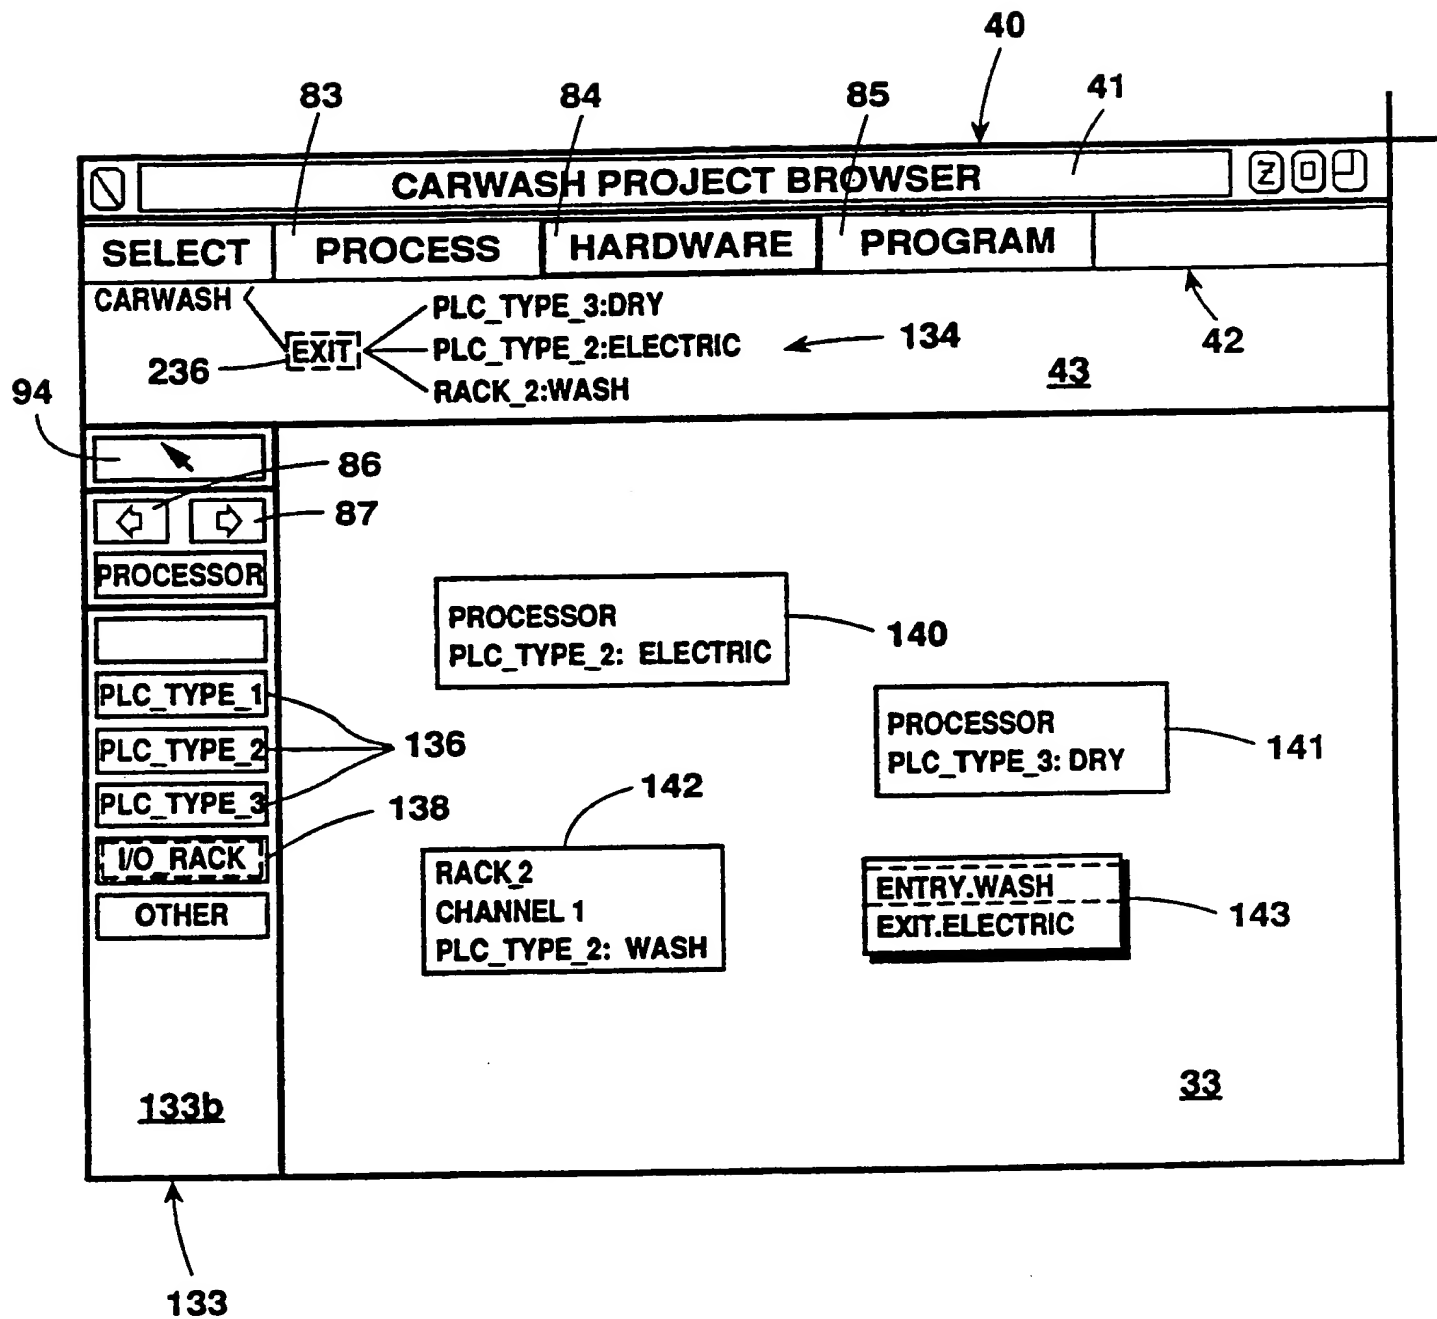 40
83
84
85
41
CARWASH PROJECT BROWSER
Z
SELECT
PROCESS
HARDWARE
PROGRAM
CARWASH
PLC_TYPE_3:DRY
EXIT
PLC_TYPE_2:ELECTRIC
134
42
236
43
94
RACK_2:WASH
86
87
PROCESSOR
PROCESSOR
PLC_TYPE_2: ELECTRIC
140
PLC_TYPE_1
PLC_TYPE_2
PLC_TYPE_3
136
PROCESSOR
PLC_TYPE_3: DRY
141
138
142
I/O_RACK
OTHER
RACK_2
CHANNEL 1
PLC_TYPE_2: WASH
ENTRY.WASH
EXIT.ELECTRIC
143
133b
33
133